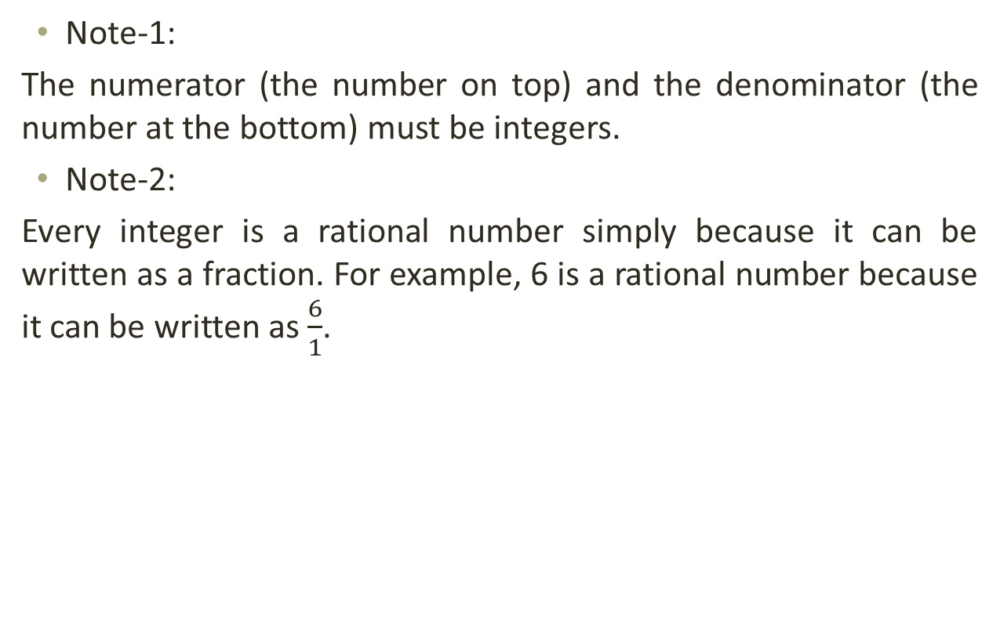 • Note-1:
The numerator (the number on top) and the denominator (the
number at the bottom) must be integers.
• Note-2:
Every integer is a rational number simply because it can be
written as a fraction. For example, 6 is a rational number because
it can be written as 6/1.